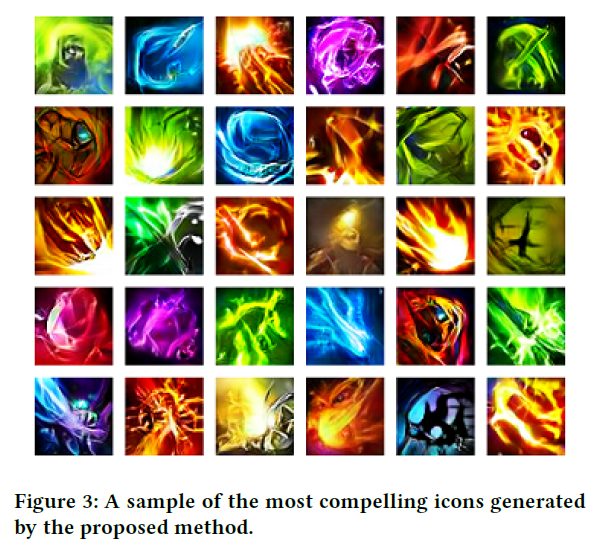 Figure 3: A sample of the most compelling icons generated
by the proposed method.